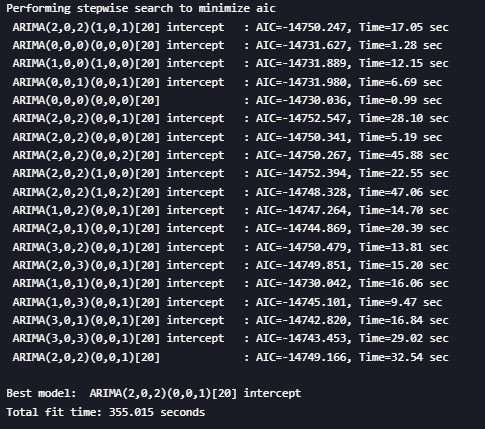 Performing stepwise search to minimize aic
ARIMA(2,0,2)(1,0,1)[20] intercept   : AIC=-14750.247, Time=17.05 sec
ARIMA(0,0,0)(0,0,0)[20] intercept   : AIC=-14731.627, Time=1.28 sec
ARIMA(1,0,0)(1,0,0)[20] intercept   : AIC=-14731.889, Time=12.15 sec
ARIMA(0,0,1)(0,0,1)[20] intercept   : AIC=-14731.980, Time=6.69 sec
ARIMA(0,0,0)(0,0,0)[20]             : AIC=-14730.036, Time=0.99 sec
ARIMA(2,0,2)(0,0,1)[20] intercept   : AIC=-14752.547, Time=28.10 sec
ARIMA(2,0,2)(0,0,0)[20] intercept   : AIC=-14750.341, Time=5.19 sec
ARIMA(2,0,2)(0,0,2)[20] intercept   : AIC=-14750.267, Time=45.88 sec
ARIMA(2,0,2)(1,0,0)[20] intercept   : AIC=-14752.394, Time=22.55 sec
ARIMA(2,0,2)(1,0,2)[20] intercept   : AIC=-14748.328, Time=47.06 sec
ARIMA(1,0,2)(0,0,1)[20] intercept   : AIC=-14747.264, Time=14.70 sec
ARIMA(2,0,1)(0,0,1)[20] intercept   : AIC=-14744.869, Time=20.39 sec
ARIMA(3,0,2)(0,0,1)[20] intercept   : AIC=-14750.479, Time=13.81 sec
ARIMA(2,0,3)(0,0,1)[20] intercept   : AIC=-14749.851, Time=15.20 sec
ARIMA(1,0,1)(0,0,1)[20] intercept   : AIC=-14730.042, Time=16.06 sec
ARIMA(1,0,3)(0,0,1)[20] intercept   : AIC=-14745.101, Time=9.47 sec
ARIMA(3,0,1)(0,0,1)[20] intercept   : AIC=-14742.820, Time=16.84 sec
ARIMA(3,0,3)(0,0,1)[20] intercept   : AIC=-14743.453, Time=29.02 sec
ARIMA(2,0,2)(0,0,1)[20]             : AIC=-14749.166, Time=32.54 sec
Best model:  ARIMA(2,0,2)(0,0,1)[20] intercept
Total fit time: 355.015 seconds